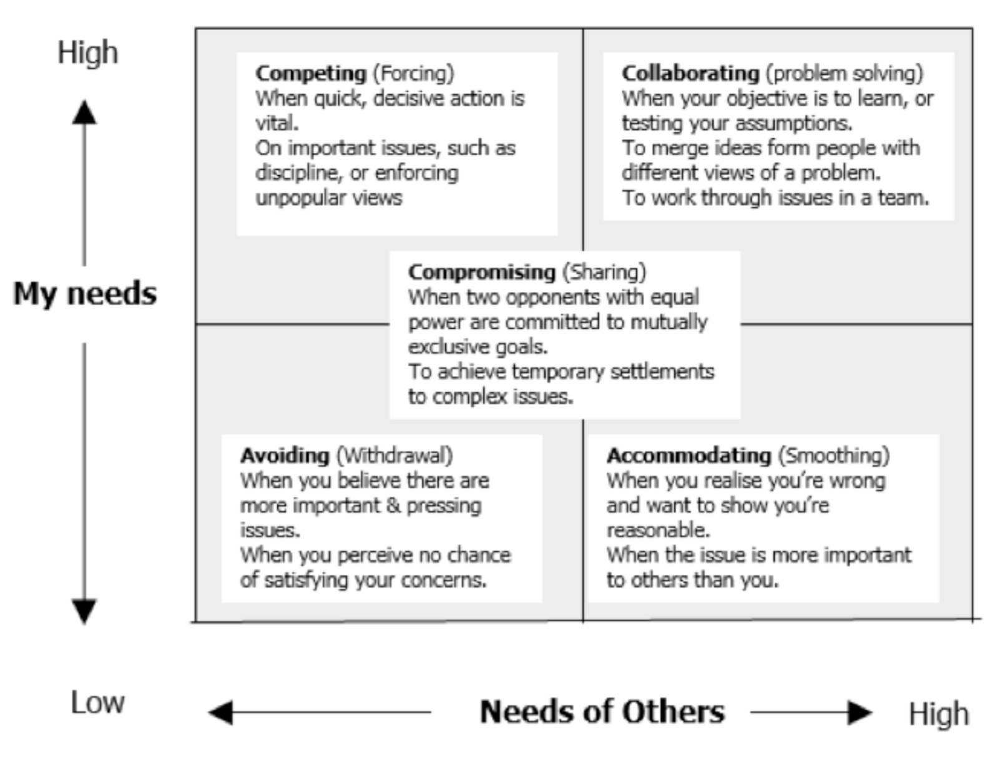 High
Competing (Forcing)
When quick, decisive action is
vital.
On important issues, such as
discipline, or enforcing
unpopular views
Collaborating (problem solving)
When your objective is to learn, or
testing your assumptions.
To merge ideas form people with
different views of a problem.
To work through issues in a team.
My needs
Compromising (Sharing)
When two opponents with equal
power are committed to mutually
exclusive goals.
To achieve temporary settlements
to complex issues.
Avoiding (Withdrawal)
When you believe there are
more important & pressing
issues.
When you perceive no chance
of satisfying your concerns.
Accommodating (Smoothing)
When you realise you're wrong
and want to show you're
reasonable.
When the issue is more important
to others than you.
Low
Needs of Others
High